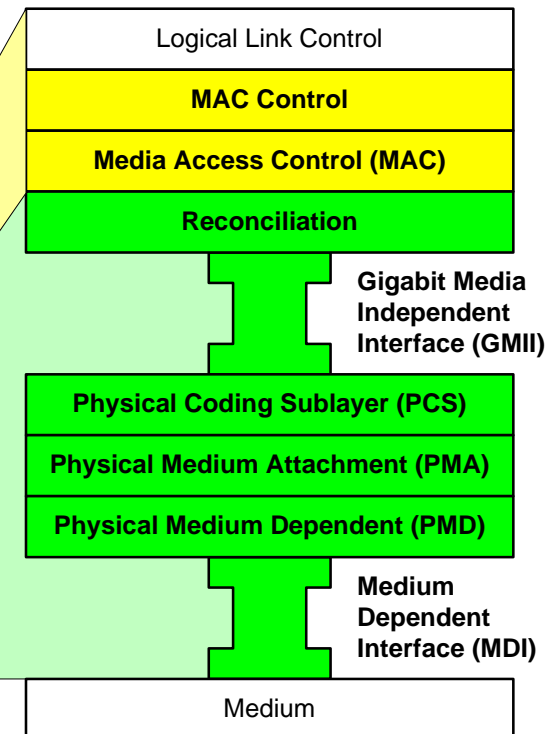 Logical Link Control
MAC Control
Media Access Control (MAC)
Reconciliation
Gigabit Media
Independent
Interface (GMII)
Physical Coding Sublayer (PCS)
Physical Medium Attachment (PMA)
Physical Medium Dependent (PMD)
Medium
Dependent
Interface (MDI)
Medium